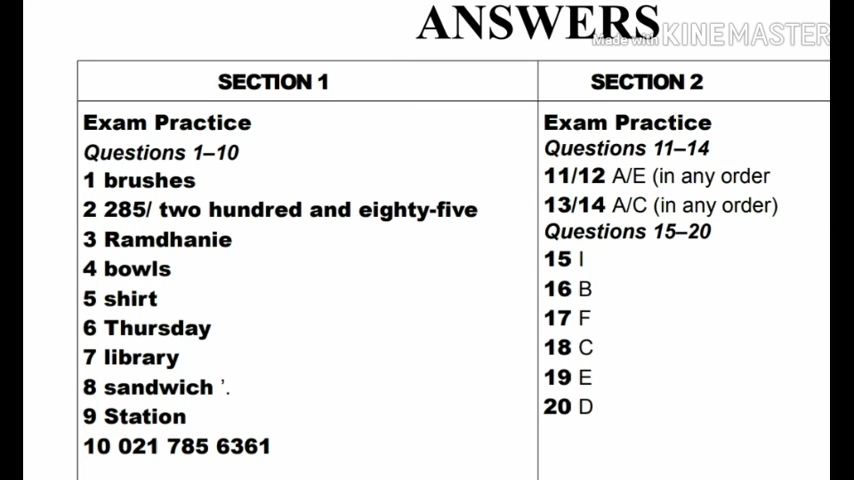 ANSWERS
Made with KINEMASTER
SECTION 1
Exam Practice
Questions 1–10
1 brushes
2 285/ two hundred and eighty-five
3 Ramdhanie
4 bowls
5 shirt
6 Thursday
7 library
8 sandwich ’.
9 Station
10 021 785 6361
SECTION 2
Exam Practice
Questions 11–14
11/12 A/E (in any order
13/14 A/C (in any order)
Questions 15–20
15 I
16 B
17 F
18 C
19 E
20 D